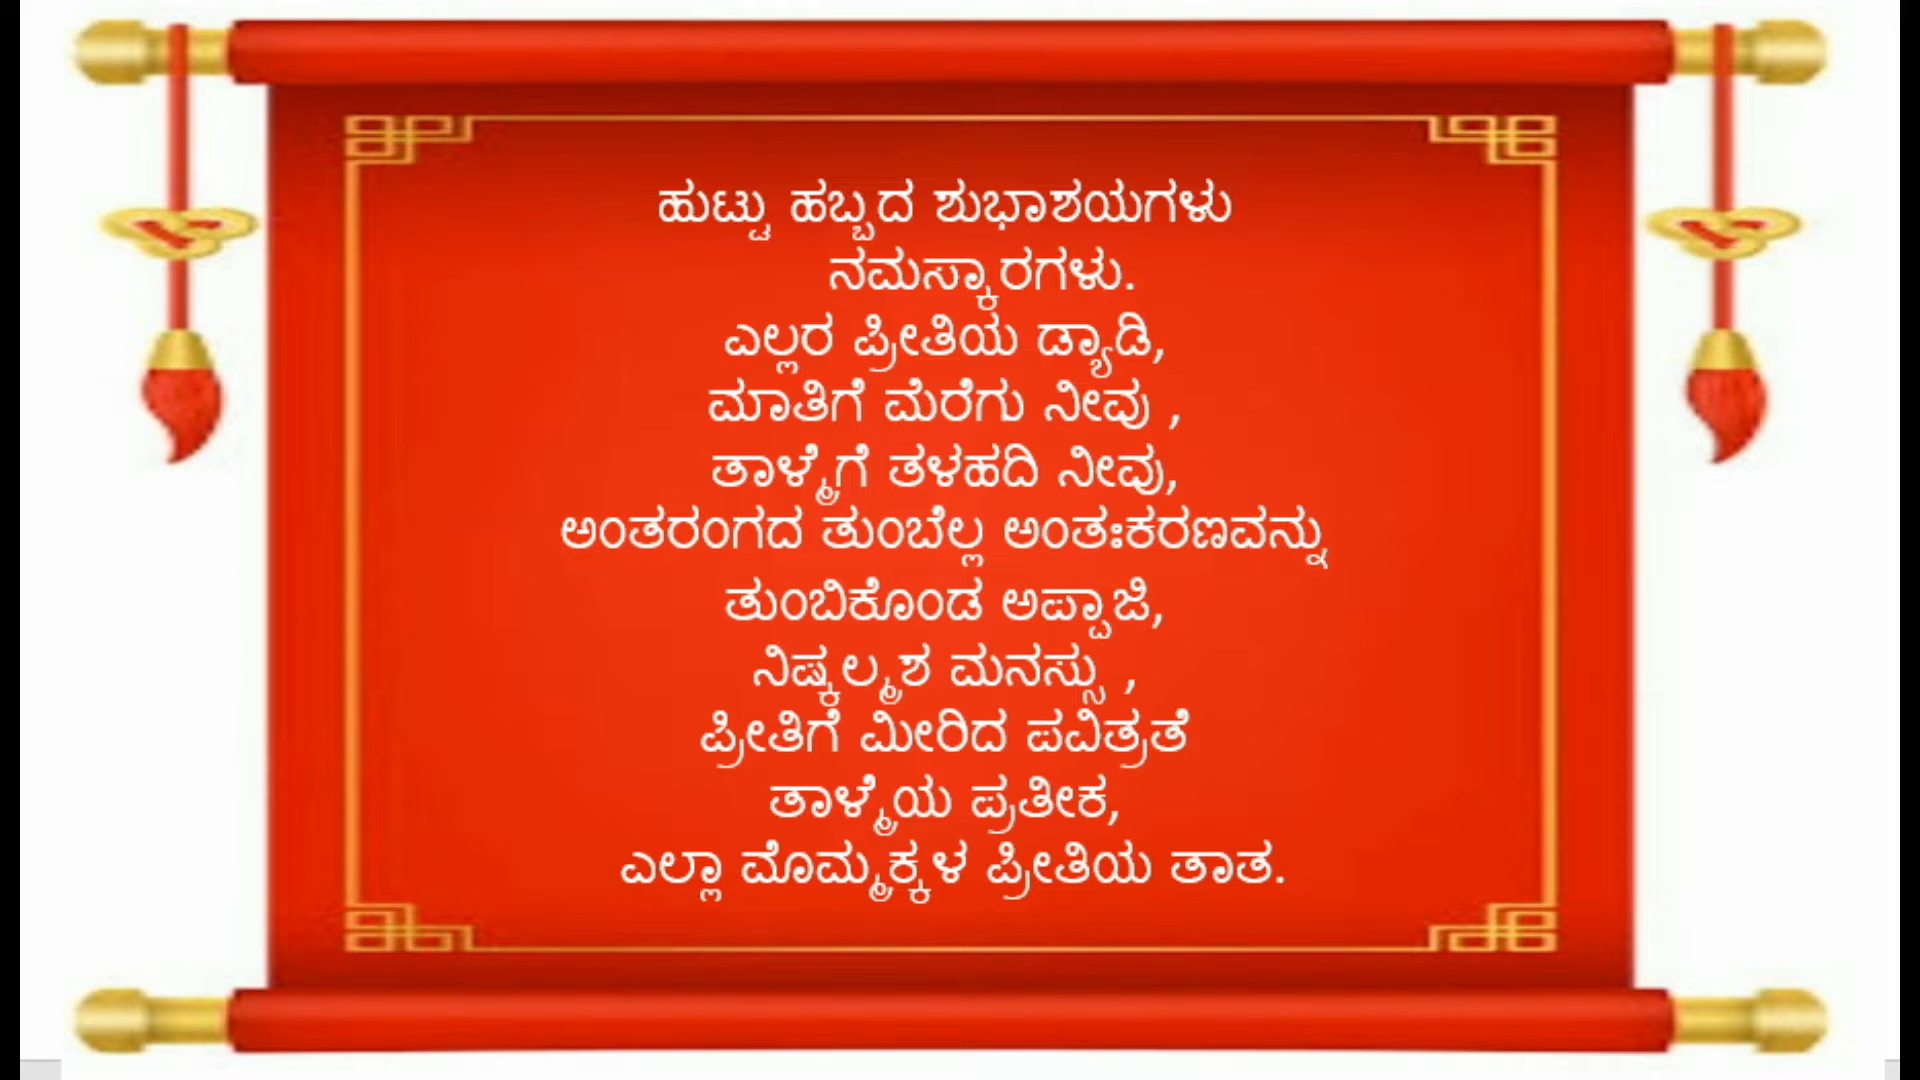 ಹುಟ್ಟು ಹಬ್ಬದ ಶುಭಾಶಯಗಳು
ನಮಸ್ಕಾರಗಳು.
ಎಲ್ಲರ ಪ್ರೀತಿಯ ಡ್ಯಾಡಿ,
ಮಾತಿಗೆ ಮೆರೆಗು ನೀವು ,
ತಾಳ್ಮೆಗೆ ತಳಹದಿ ನೀವು,
ಅಂತರಂಗದ ತುಂಬೆಲ್ಲ ಅಂತಃಕರಣವನ್ನು
ತುಂಬಿಕೊಂಡ ಅಪ್ಪಾಜಿ,
ನಿಷ್ಕಲ್ಮಶ ಮನಸ್ಸು ,
ಪ್ರೀತಿಗೆ ಮೀರಿದ ಪವಿತ್ರತೆ
ತಾಳ್ಮೆಯ ಪ್ರತೀಕ,
ಎಲ್ಲಾ ಮೊಮ್ಮಕ್ಕಳ ಪ್ರೀತಿಯ ತಾತ.